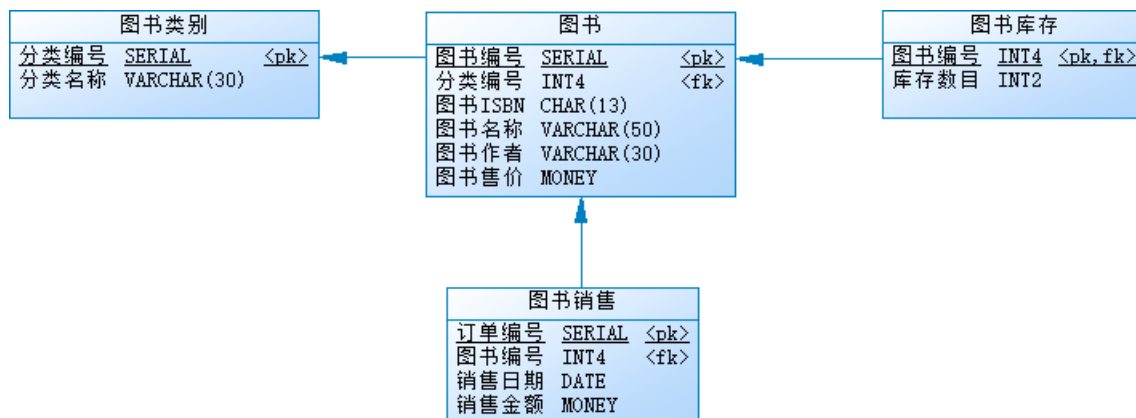 图书类别
分类编号 SERIAL <pk>
分类名称 VARCHAR(30)
图书
图书编号 SERIAL <pk>
分类编号 INT4 <fk>
图书ISBN CHAR(13)
图书名称 VARCHAR(50)
图书作者 VARCHAR(30)
图书售价 MONEY
图书库存
图书编号 INT4 <pk,fk>
库存数目 INT2
图书销售
订单编号 SERIAL <pk>
图书编号 INT4 <fk>
销售日期 DATE
销售金额 MONEY